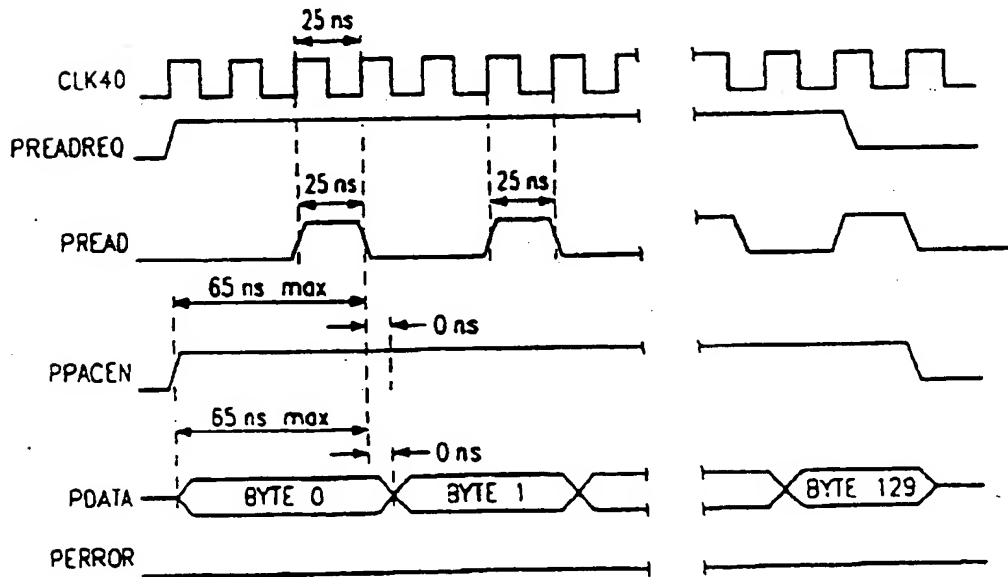 25 ns
CLK40
PREADREQ
25 ns
25 ns
PREAD
65 ns max
0 ns
PPACEN
65 ns max
0 ns
PDATA
BYTE 0
BYTE 1
BYTE 129
PERROR